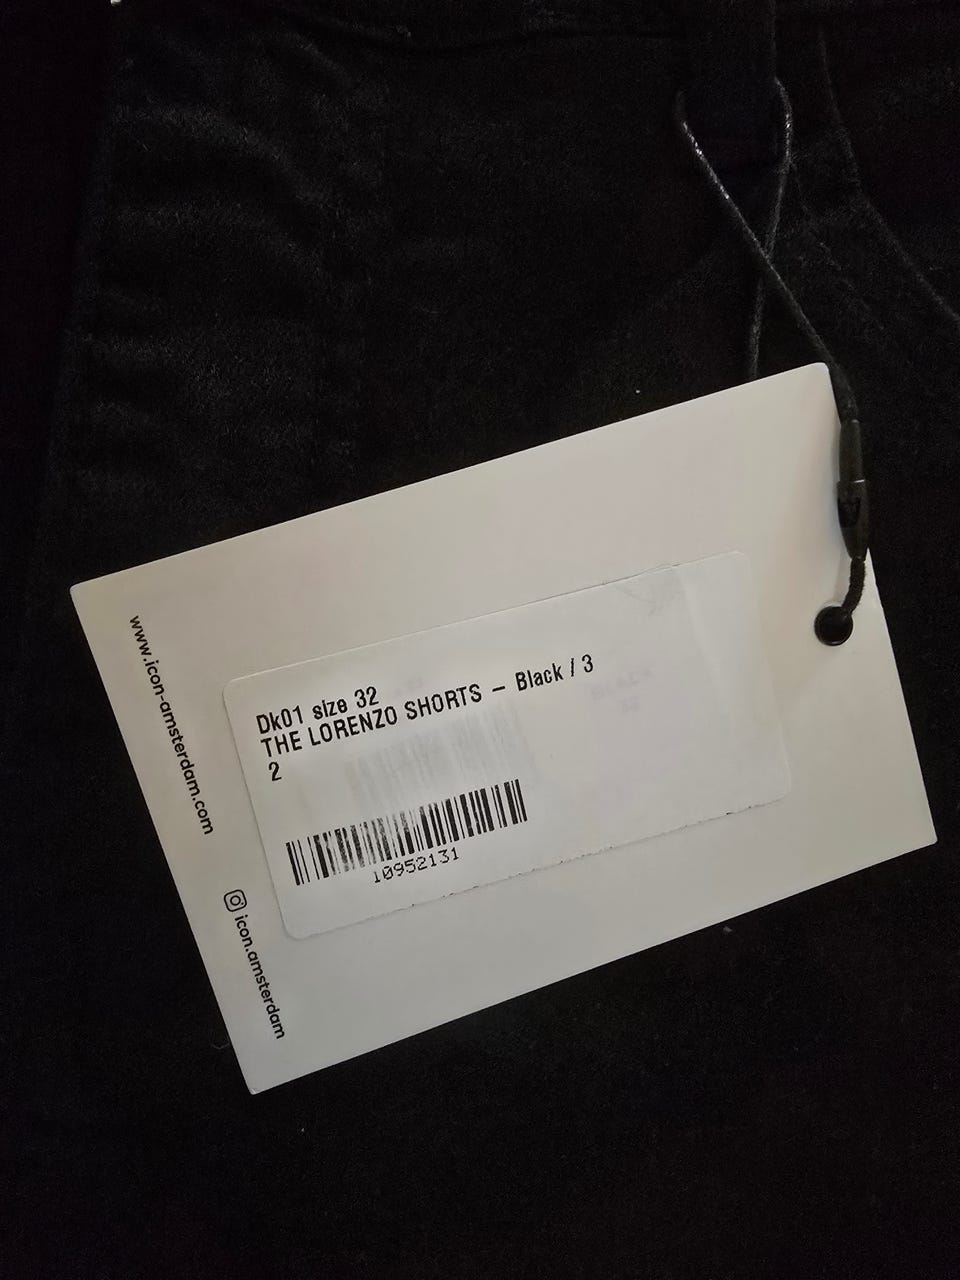 Dk01 size 32
THE LORENZO SHORTS – Black / 3
2
10952131
www.icon-amsterdam.com
icon.amsterdam